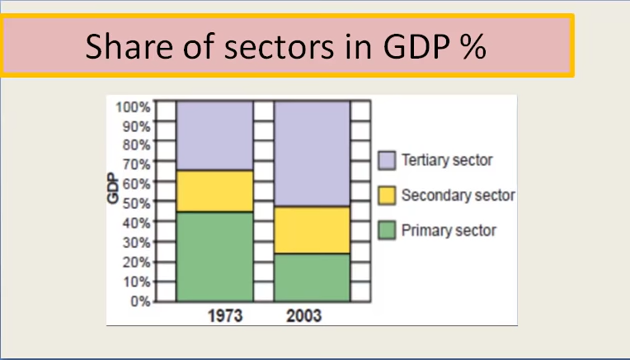 Share of sectors in GDP %
100%
90%
80%
70%
60%
50%
40%
30%
20%
10%
0%
GDP
1973 2003
Tertiary sector
Secondary sector
Primary sector